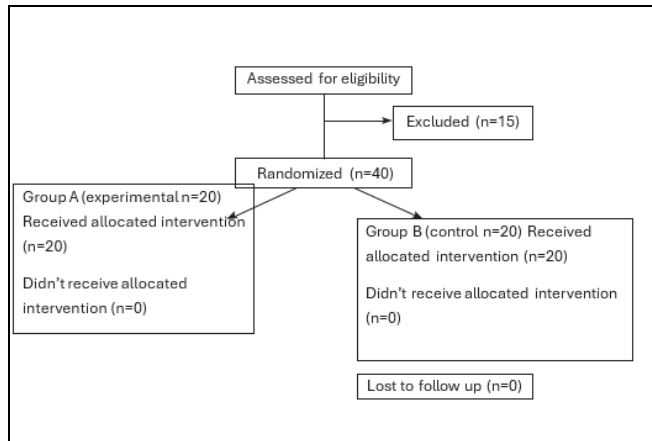 Assessed for eligibility
Excluded (n=15)
Randomized (n=40)
Group A (experimental n=20)
Received allocated intervention
(n=20)
Didn't receive allocated
intervention (n=0)
Group B (control n=20) Received
allocated intervention (n=20)
Didn't receive allocated intervention
(n=0)
Lost to follow up (n=0)